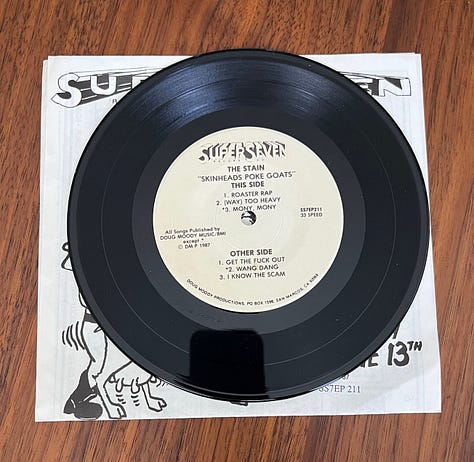 SUPERSEVEN
THE STAIN
"SKINHEADS POKE GOATS"
THIS SIDE
1. ROASTER RAP
2. (WAY) TOO HEAVY
*3. MONY, MONY
SS7EP211
33 SPEED
All Songs Published by
DOUG MOODY MUSIC/BMI
except *
© DM P 1987
OTHER SIDE
1. GET THE FUCK OUT
*2. WANG DANG
3. I KNOW THE SCAM
DOUG MOODY PRODUCTIONS, PO BOX 1596, SAN MARCOS, CA 92069
13TH
SS7EP 211